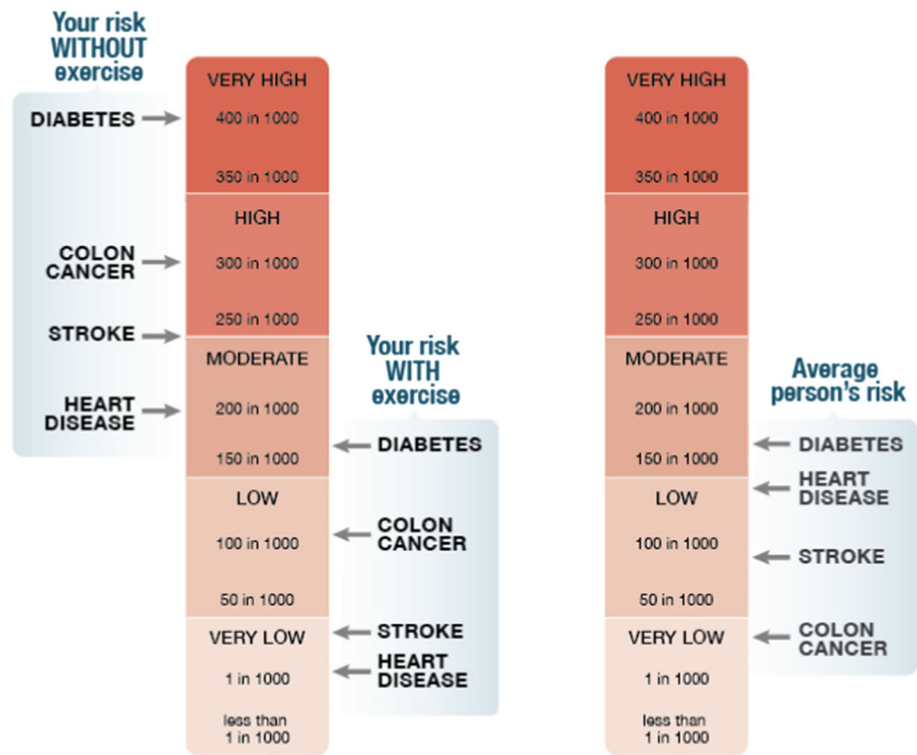 Your risk
WITHOUT
exercise
DIABETES
COLON
CANCER
STROKE
HEART
DISEASE
VERY HIGH
400 in 1000
350 in 1000
HIGH
300 in 1000
250 in 1000
MODERATE
200 in 1000
150 in 1000
LOW
100 in 1000
50 in 1000
VERY LOW
1 in 1000
less than
1 in 1000
Your risk
WITH
exercise
DIABETES
COLON
CANCER
STROKE
HEART
DISEASE
VERY HIGH
400 in 1000
350 in 1000
HIGH
300 in 1000
250 in 1000
MODERATE
200 in 1000
150 in 1000
LOW
100 in 1000
50 in 1000
VERY LOW
1 in 1000
less than
1 in 1000
Average
person's risk
DIABETES
HEART
DISEASE
STROKE
COLON
CANCER